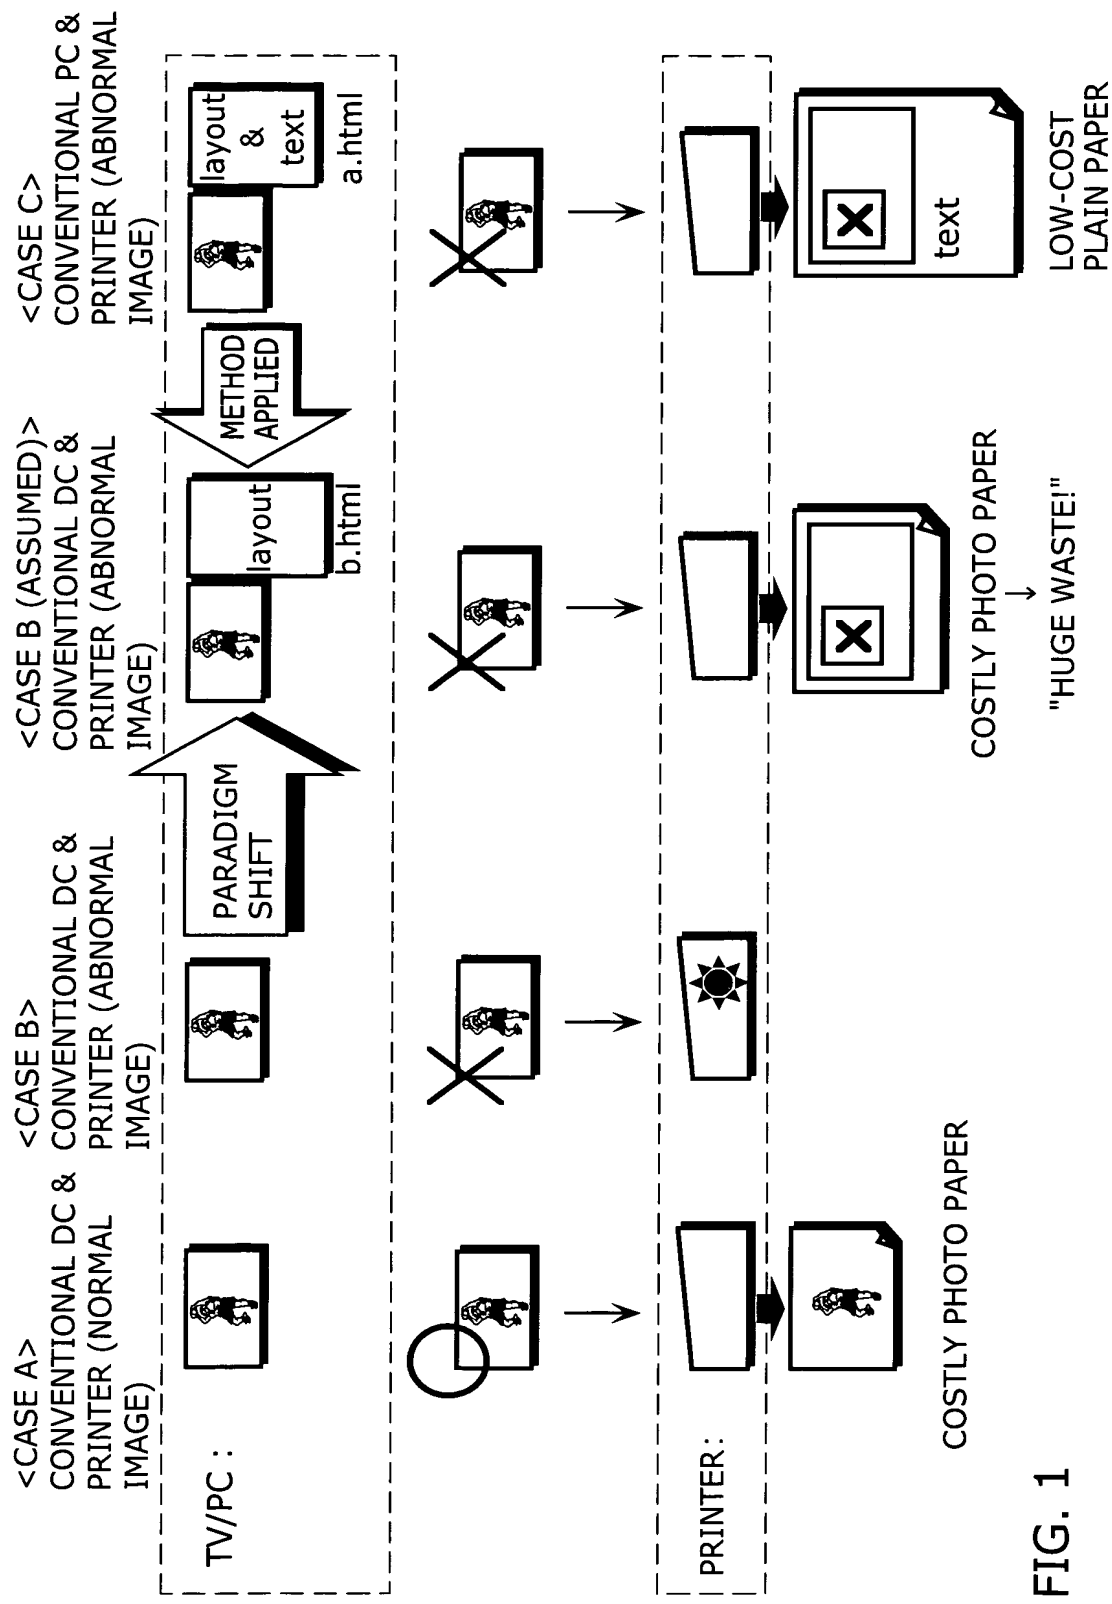 <CASE A>
CONVENTIONAL DC &
PRINTER (NORMAL
IMAGE)
<CASE B>
CONVENTIONAL DC &
PRINTER (ABNORMAL
IMAGE)
<CASE B (ASSUMED)>
CONVENTIONAL DC &
PRINTER (ABNORMAL
IMAGE)
<CASE C>
CONVENTIONAL PC &
PRINTER (ABNORMAL
IMAGE)
TV/PC :
PARADIGM
SHIFT
layout
b.html
METHOD
APPLIED
layout
&
text
a.html
PRINTER:
text
COSTLY PHOTO PAPER
COSTLY PHOTO PAPER
→
"HUGE WASTE!"
LOW-COST
PLAIN PAPER
FIG. 1